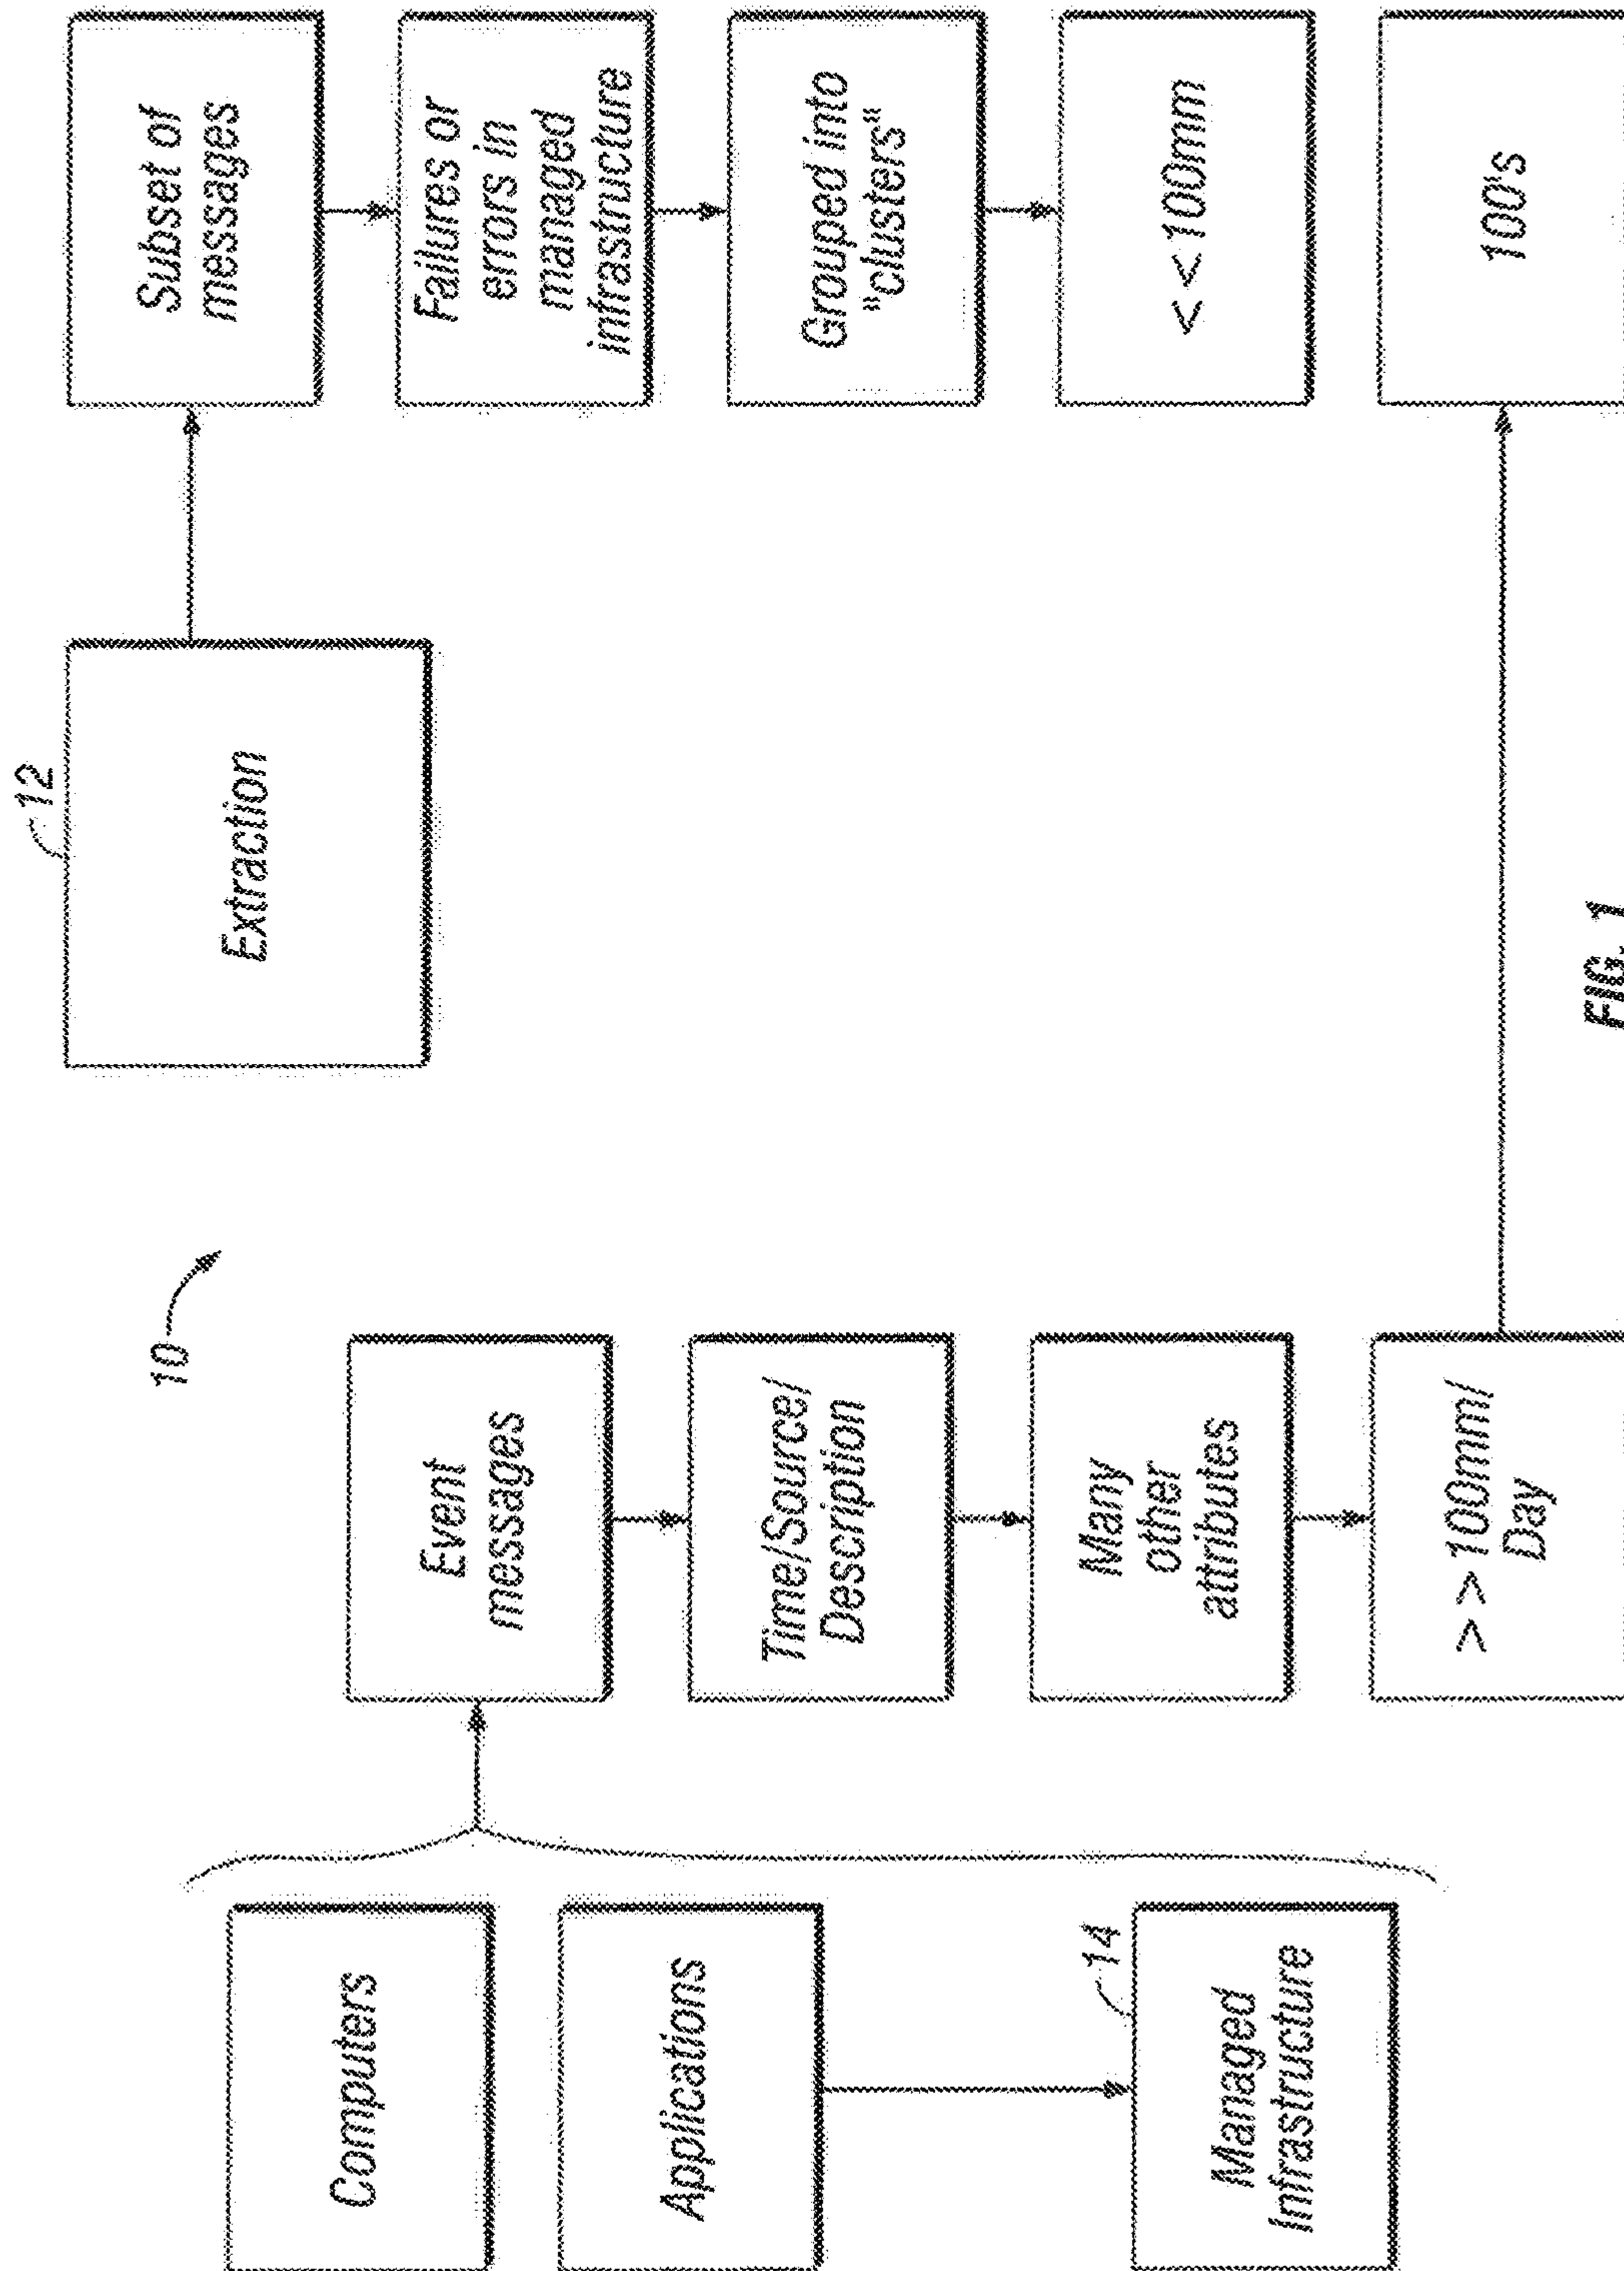 10
Computers
Applications
14
Managed
Infrastructure
Event
messages
Time/Source/
Description
Many
other
attributes
>>100mm/
Day
12
Extraction
Subset of
messages
Failures or
errors in
managed
infrastructure
Grouped into
"clusters"
<<100mm
100's
FIG. 1